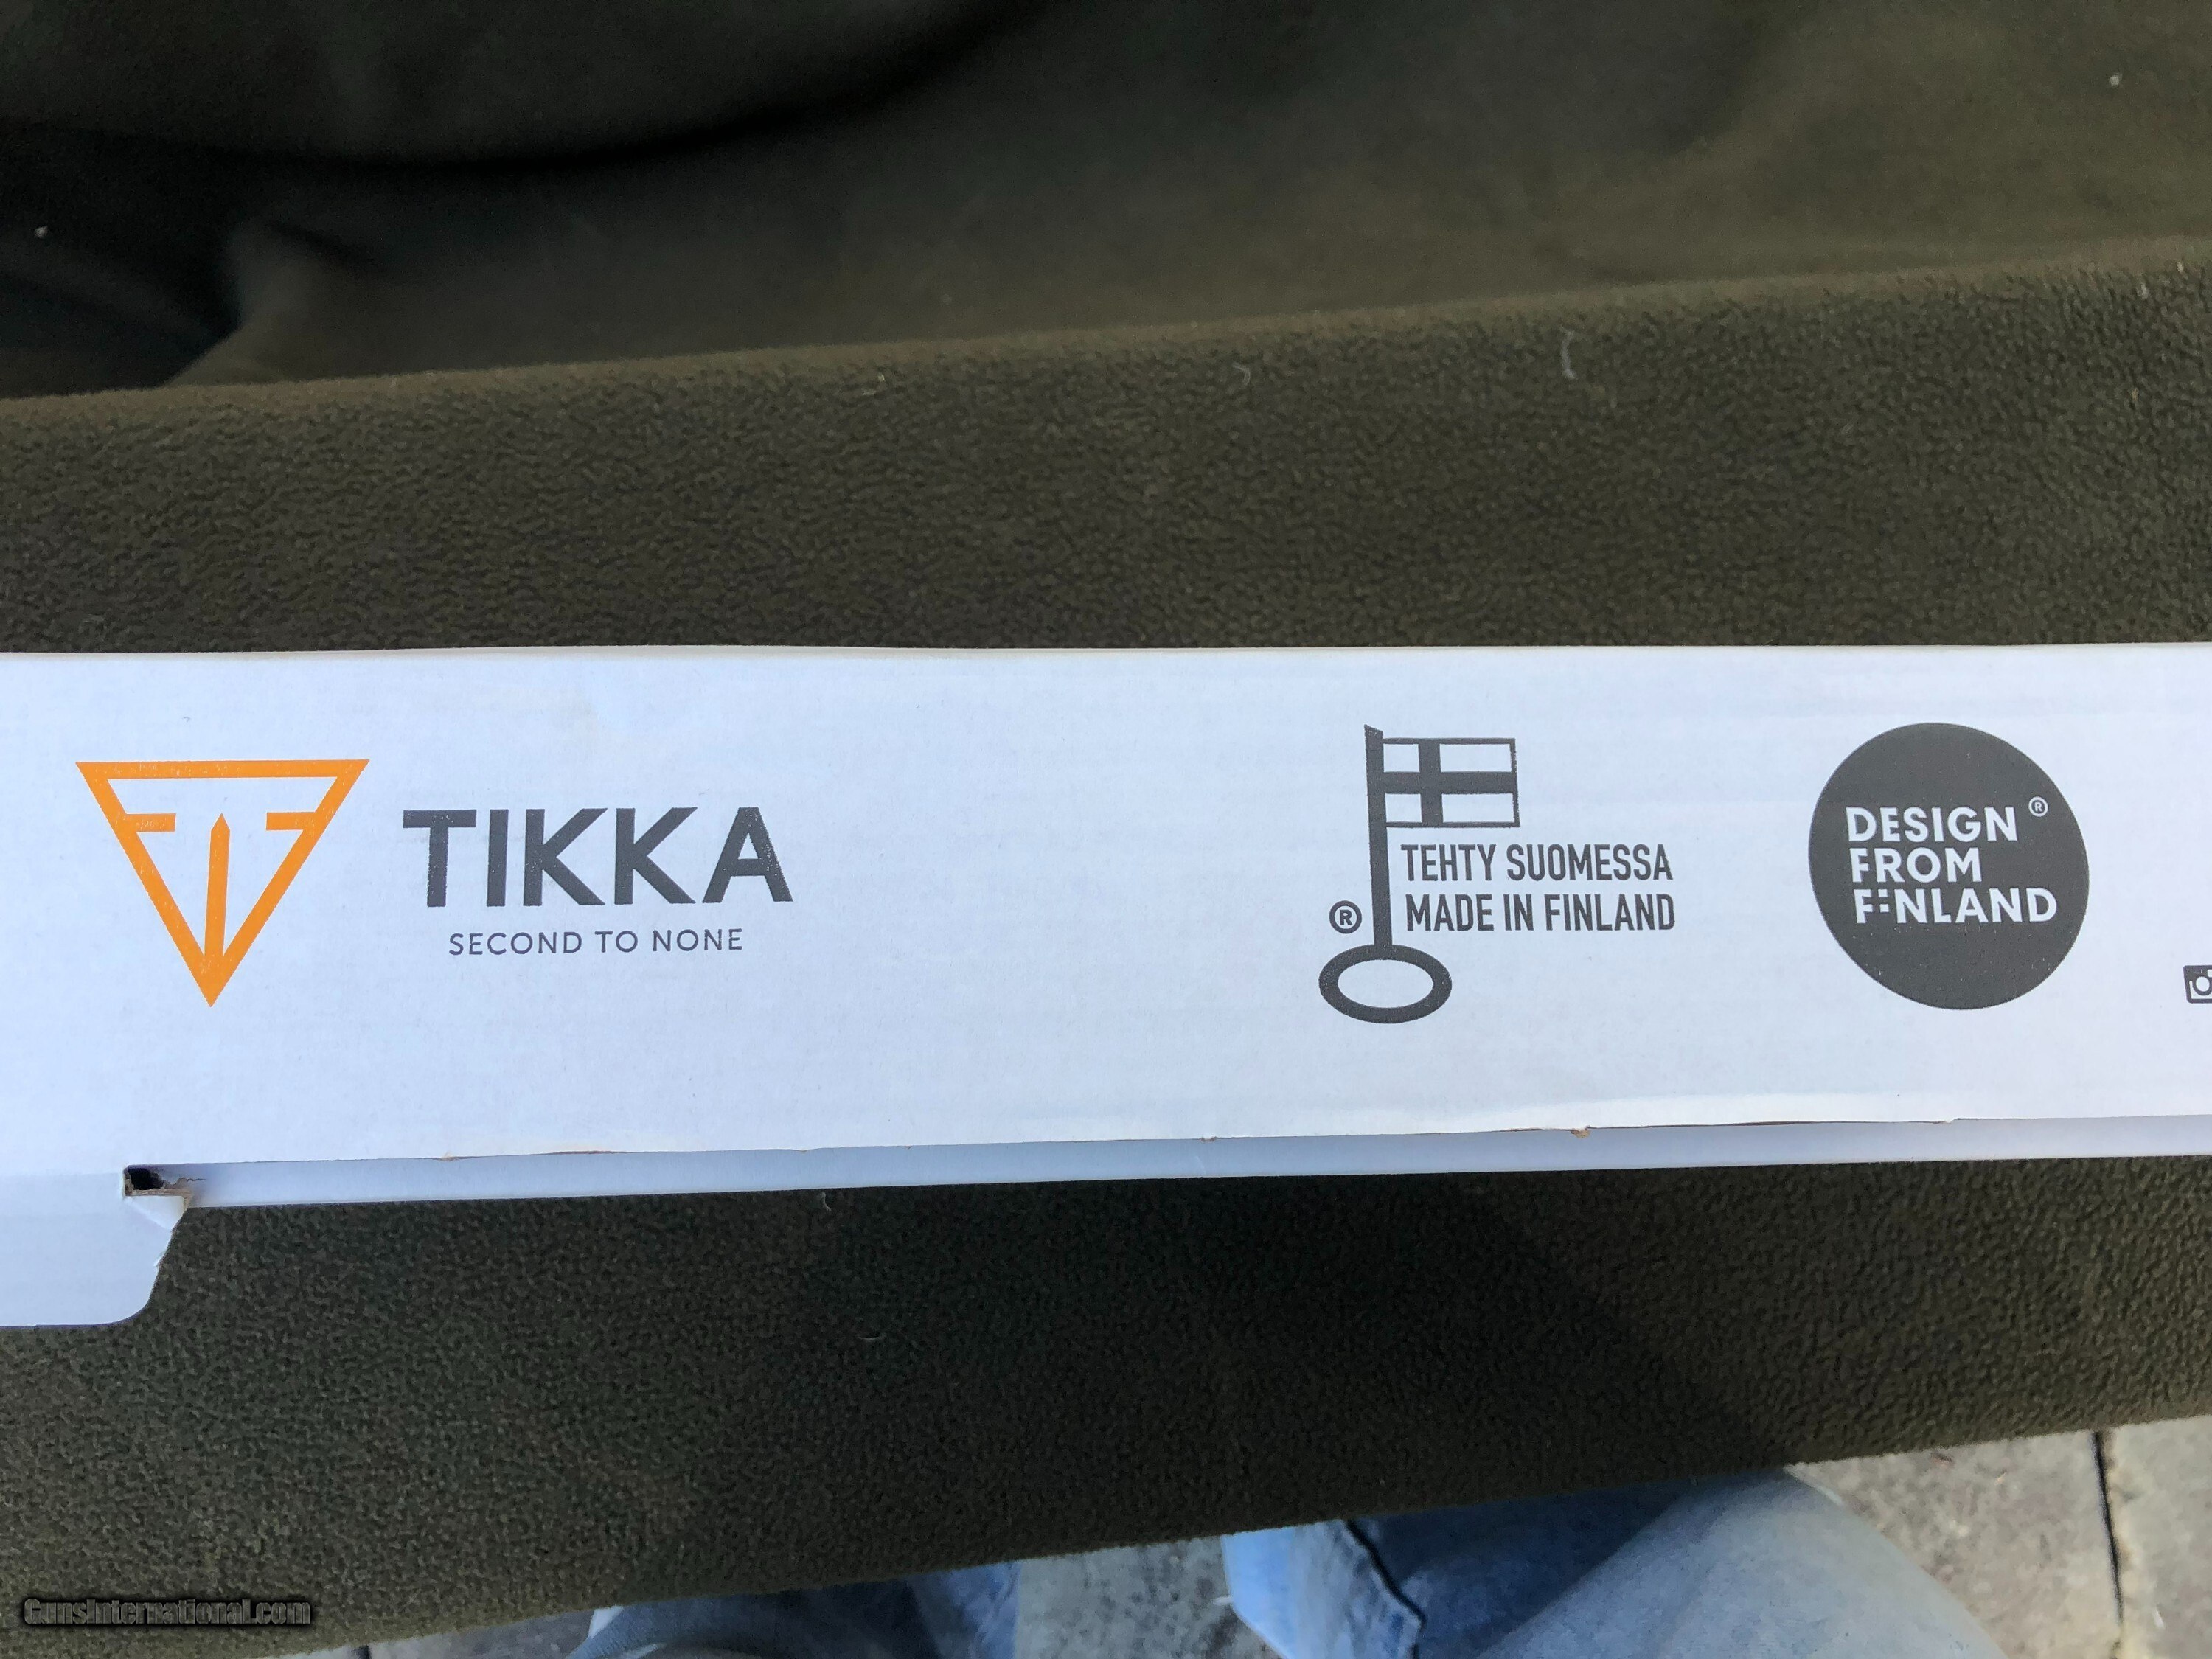 TIKKA
SECOND TO NONE
® TEHTY SUOMESSA
MADE IN FINLAND
DESIGN ®
FROM
FINLAND
GunsInternational.com